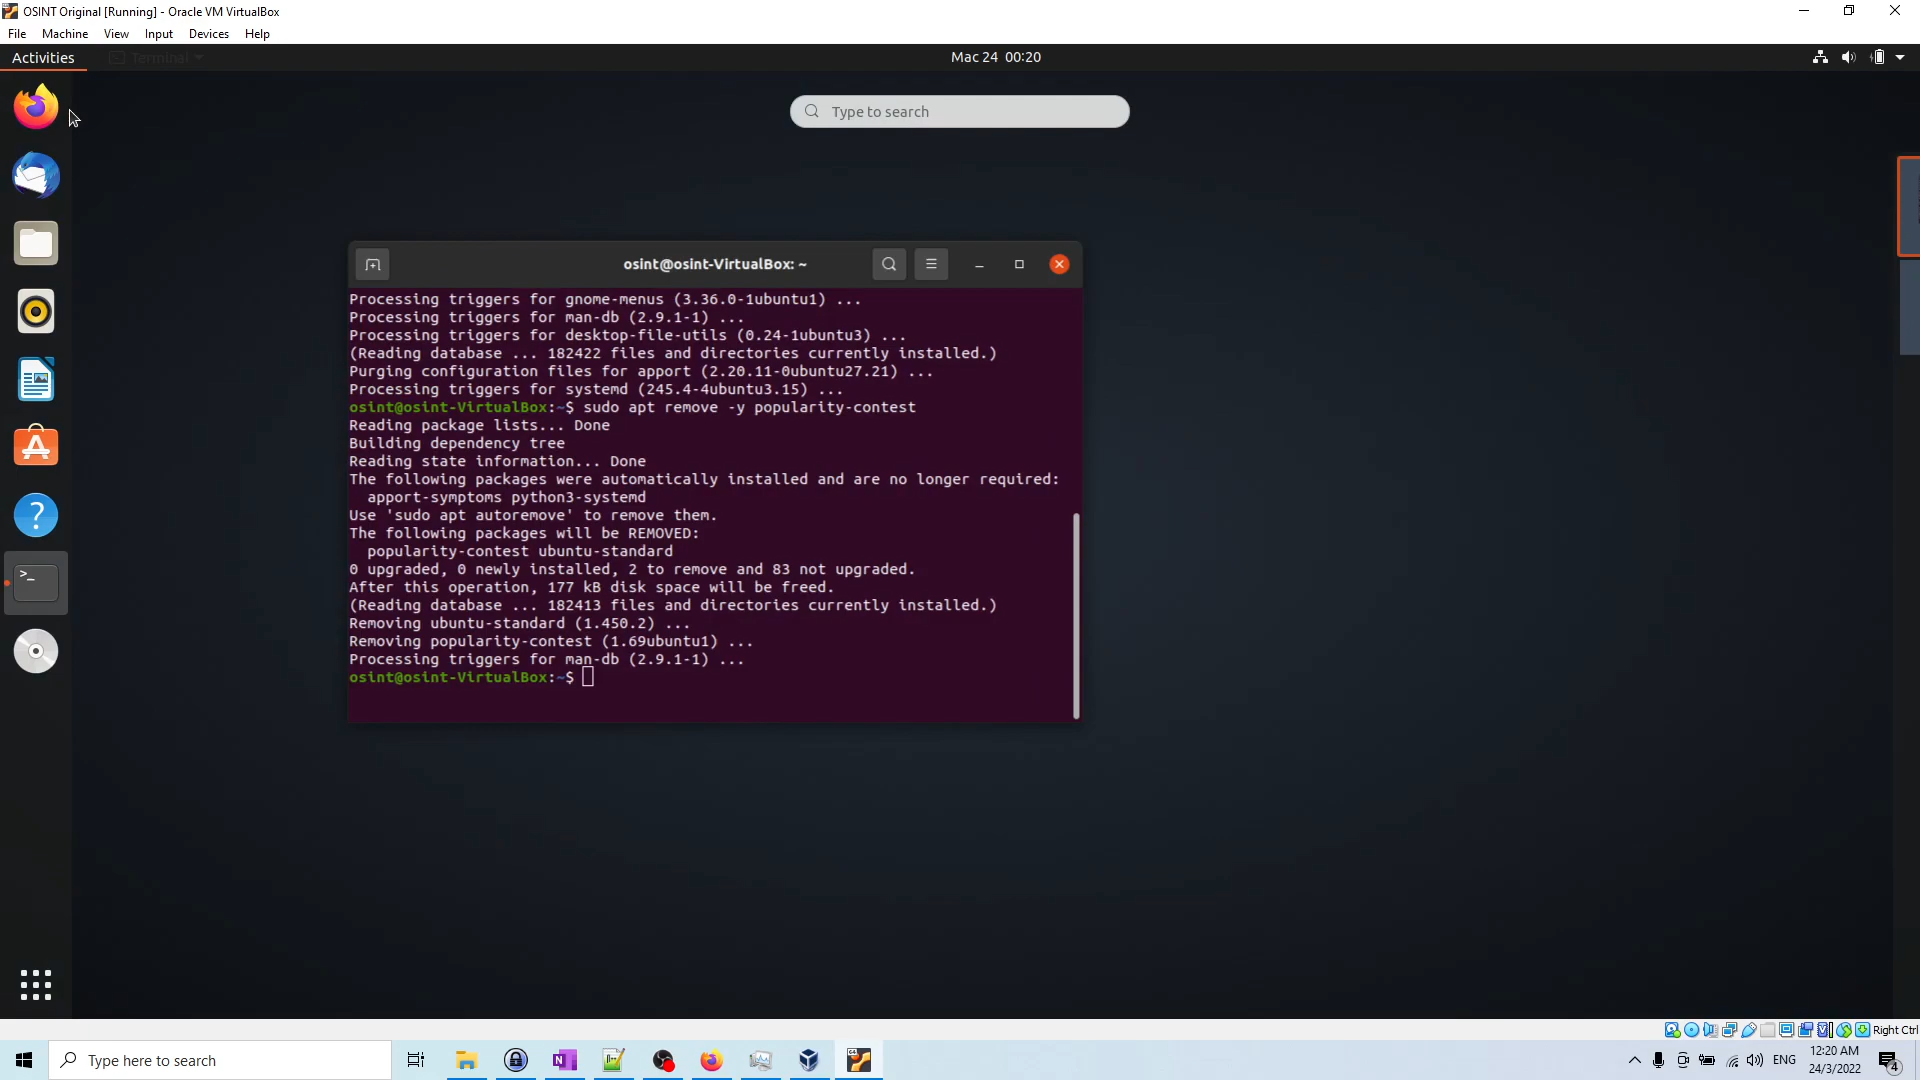 OSINT Original [Running] - Oracle VM VirtualBox
File Machine View Input Devices Help
Activities Terminal Mac 24 00:20
Type to search
osint@osint-VirtualBox: ~
Processing triggers for gnome-menus (3.36.0-1ubuntu1) ...
Processing triggers for man-db (2.9.1-1) ...
Processing triggers for desktop-file-utils (0.24-1ubuntu3) ...
(Reading database ... 182422 files and directories currently installed.)
Purging configuration files for apport (2.20.11-0ubuntu27.21) ...
Processing triggers for systemd (245.4-4ubuntu3.15) ...
osint@osint-VirtualBox:~$ sudo apt remove -y popularity-contest
Reading package lists... Done
Building dependency tree
Reading state information... Done
The following packages were automatically installed and are no longer required:
apport-symptoms python3-systemd
Use 'sudo apt autoremove' to remove them.
The following packages will be REMOVED:
popularity-contest ubuntu-standard
0 upgraded, 0 newly installed, 2 to remove and 83 not upgraded.
After this operation, 177 kB disk space will be freed.
(Reading database ... 182413 files and directories currently installed.)
Removing ubuntu-standard (1.450.2) ...
Removing popularity-contest (1.69ubuntu1) ...
Processing triggers for man-db (2.9.1-1) ...
osint@osint-VirtualBox:~$
Right Ctrl
Type here to search
ENG
12:20 AM
24/3/2022
4